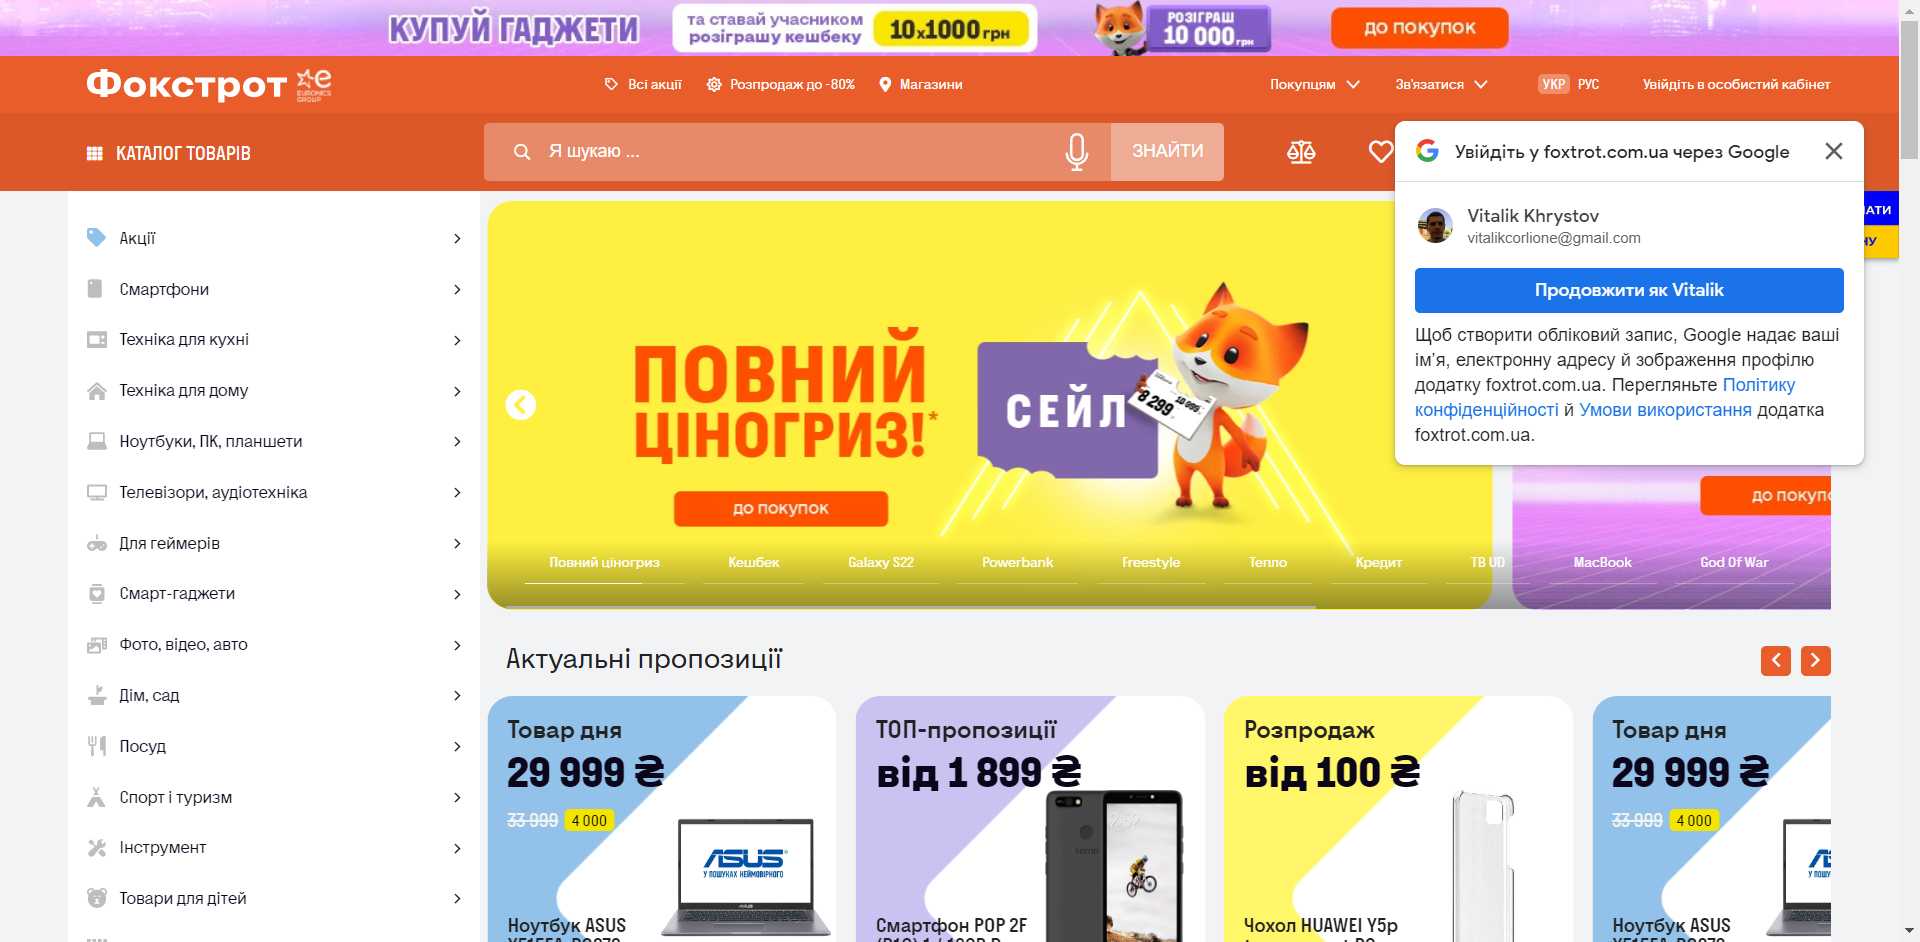 КУПУЙ ГАДЖЕТИ
та ставай учасником
розіграшу кешбеку
10х1000 грн
РОЗІГРАШ
10 000 грн
ДО ПОКУПОК
Фокстрот
EURONICS
GROUP
Всі акції
Розпродаж до -80%
Магазини
Покупцям
Зв'язатися
УКР
РУС
Увійдіть в особистий кабінет
КАТАЛОГ ТОВАРІВ
Я шукаю ...
ЗНАЙТИ
Увійдіть у foxtrot.com.ua через Google
Vitalik Khrystov
vitalikcorlione@gmail.com
Продовжити як Vitalik
Щоб створити обліковий запис, Google надає ваші
ім'я, електронну адресу й зображення профілю
додатку foxtrot.com.ua. Перегляньте Політику
конфіденційності й Умови використання додатка
foxtrot.com.ua.
Акції
Смартфони
Техніка для кухні
Техніка для дому
Ноутбуки, ПК, планшети
Телевізори, аудіотехніка
Для геймерів
Смарт-гаджети
Фото, відео, авто
Дім, сад
Посуд
Спорт і туризм
Інструмент
Товари для дітей
ПОВНИЙ
ЦІНОГРИЗ!*
ДО ПОКУПОК
СЕЙЛ
8 299
10 999
ДО ПОКУПО
Повний ціногриз
Кешбек
Galaxy S22
Powerbank
Freestyle
Тепло
Кредит
ТВ UD
MacBook
God Of War
Актуальні пропозиції
Товар дня
29 999 ₴
33 999 4 000
ASUS
У ПОШУКАХ НЕЙМОВІРНОГО
Ноутбук ASUS
ТОП-пропозиції
від 1 899 ₴
Смартфон POP 2F
Розпродаж
від 100 ₴
Чохол HUAWEI Y5p
Товар дня
29 999 ₴
33 999 4 000
Ноутбук ASUS